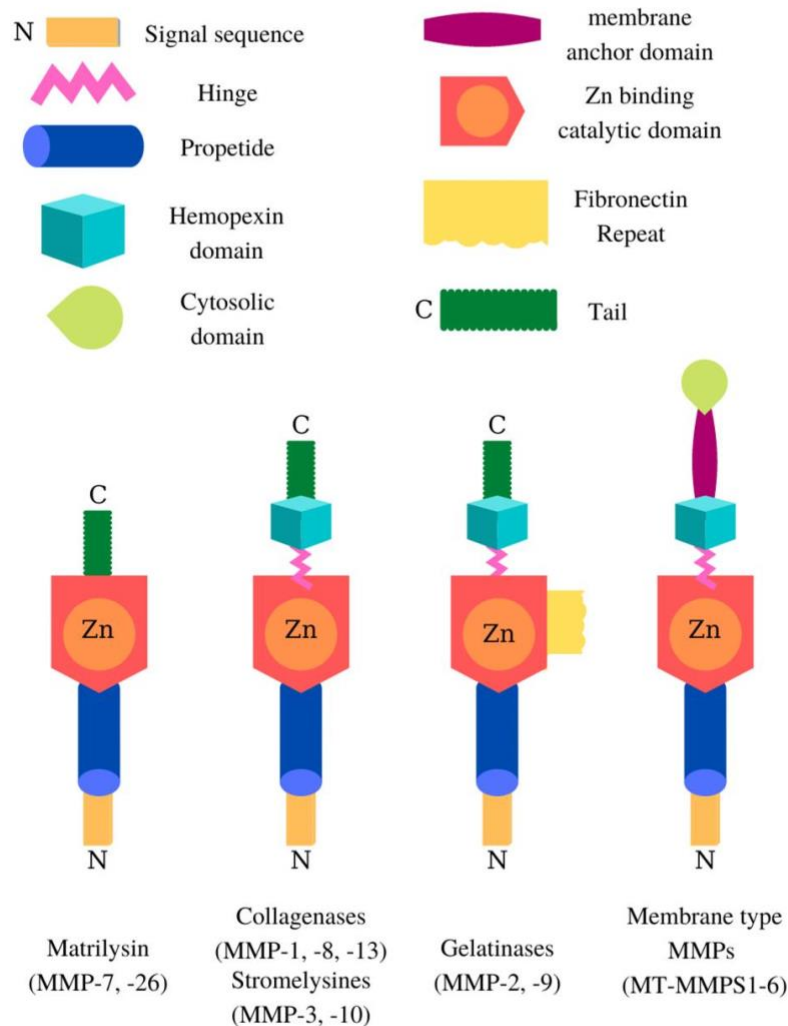 N
Signal sequence
Hinge
Propetide
Hemopexin
domain
Cytosolic
domain
membrane
anchor domain
Zn binding
catalytic domain
Fibronectin
Repeat
C
Tail
C
Zn
N
Matrilysin
(MMP-7, -26)
C
Zn
N
Collagenases
(MMP-1, -8, -13)
Stromelysines
(MMP-3, -10)
C
Zn
N
Gelatinases
(MMP-2, -9)
Zn
N
Membrane type
MMPs
(MT-MMPS1-6)